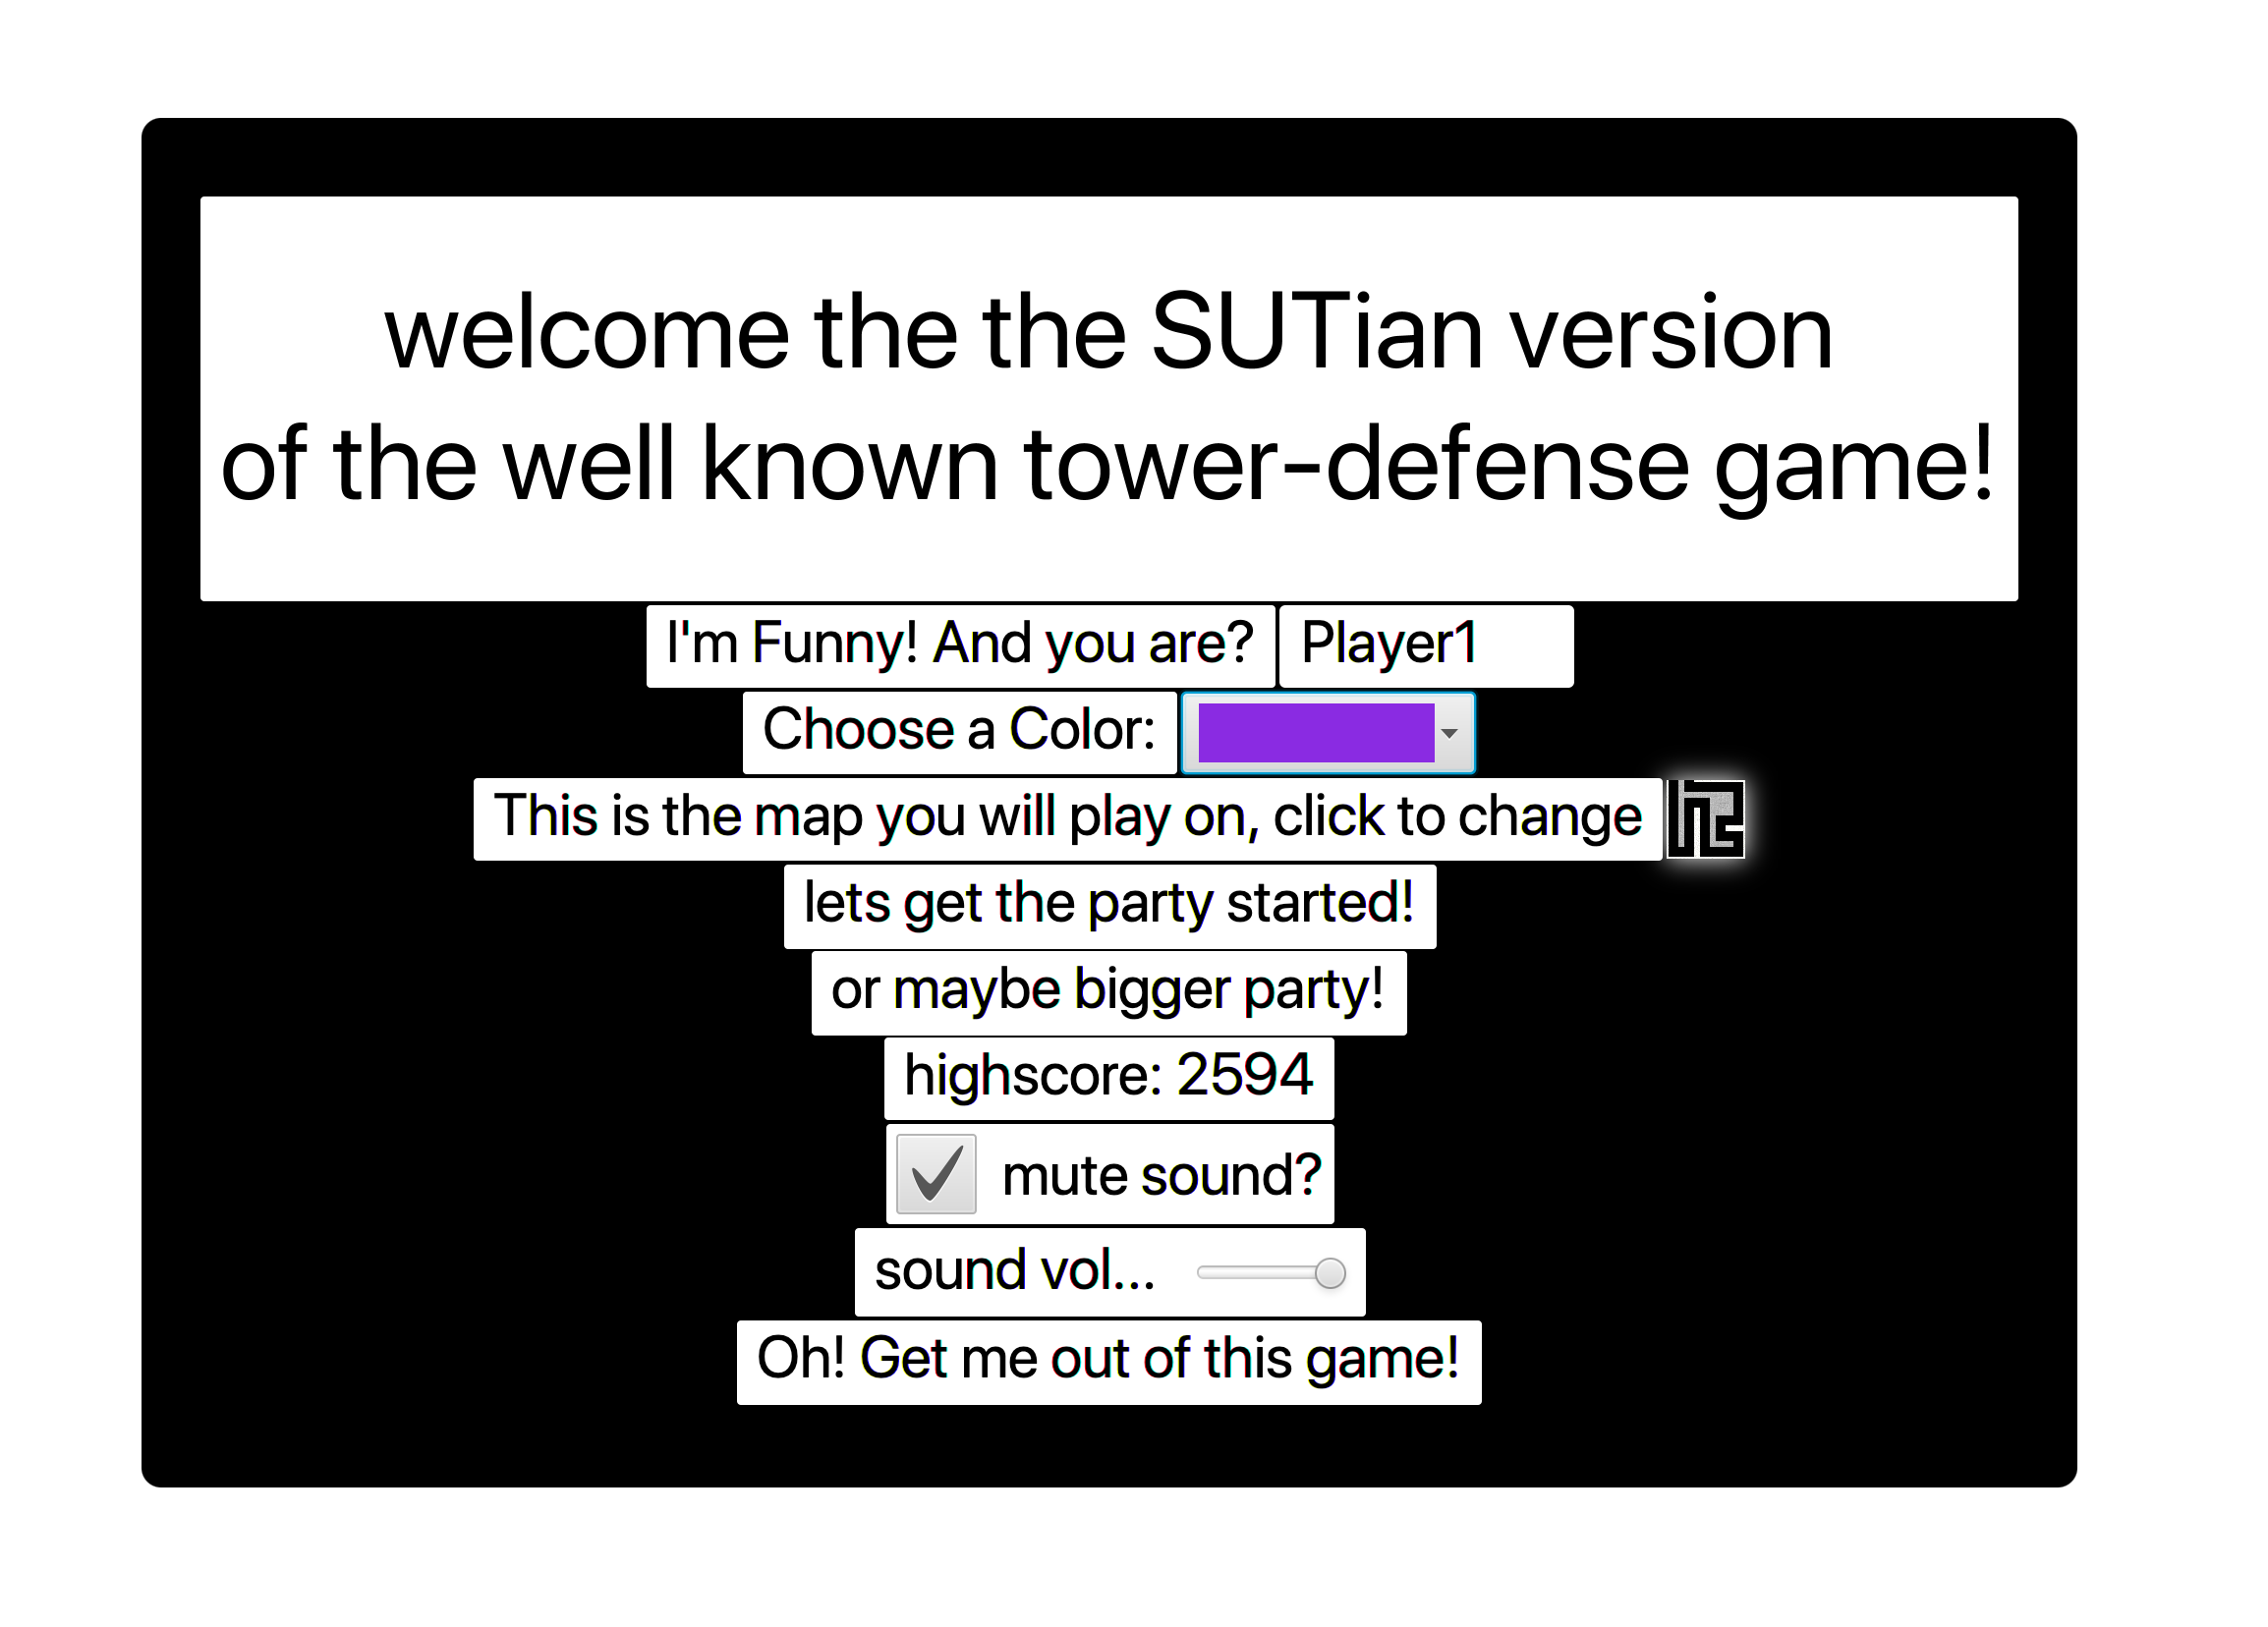 welcome the the SUTian version
of the well known tower-defense game!
I'm Funny! And you are? Player1
Choose a Color:
This is the map you will play on, click to change
lets get the party started!
or maybe bigger party!
highscore: 2594
mute sound?
sound vol...
Oh! Get me out of this game!